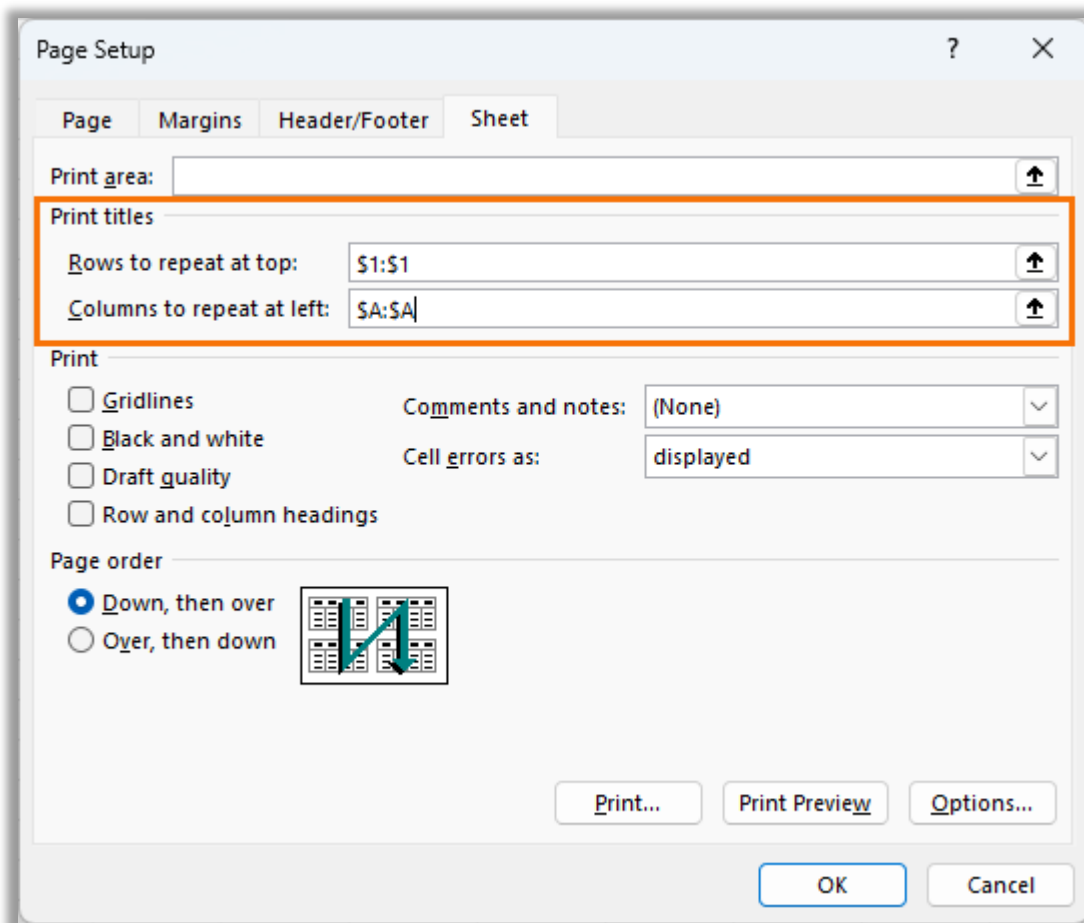 Page Setup ?
Page Margins Header/Footer Sheet
Print area:
Print titles
Rows to repeat at top: $1:$1
Columns to repeat at left: $A:$A
Print
Gridlines
Black and white
Draft quality
Row and column headings
Comments and notes: (None)
Cell errors as: displayed
Page order
Down, then over
Over, then down
Print... Print Preview Options...
OK Cancel